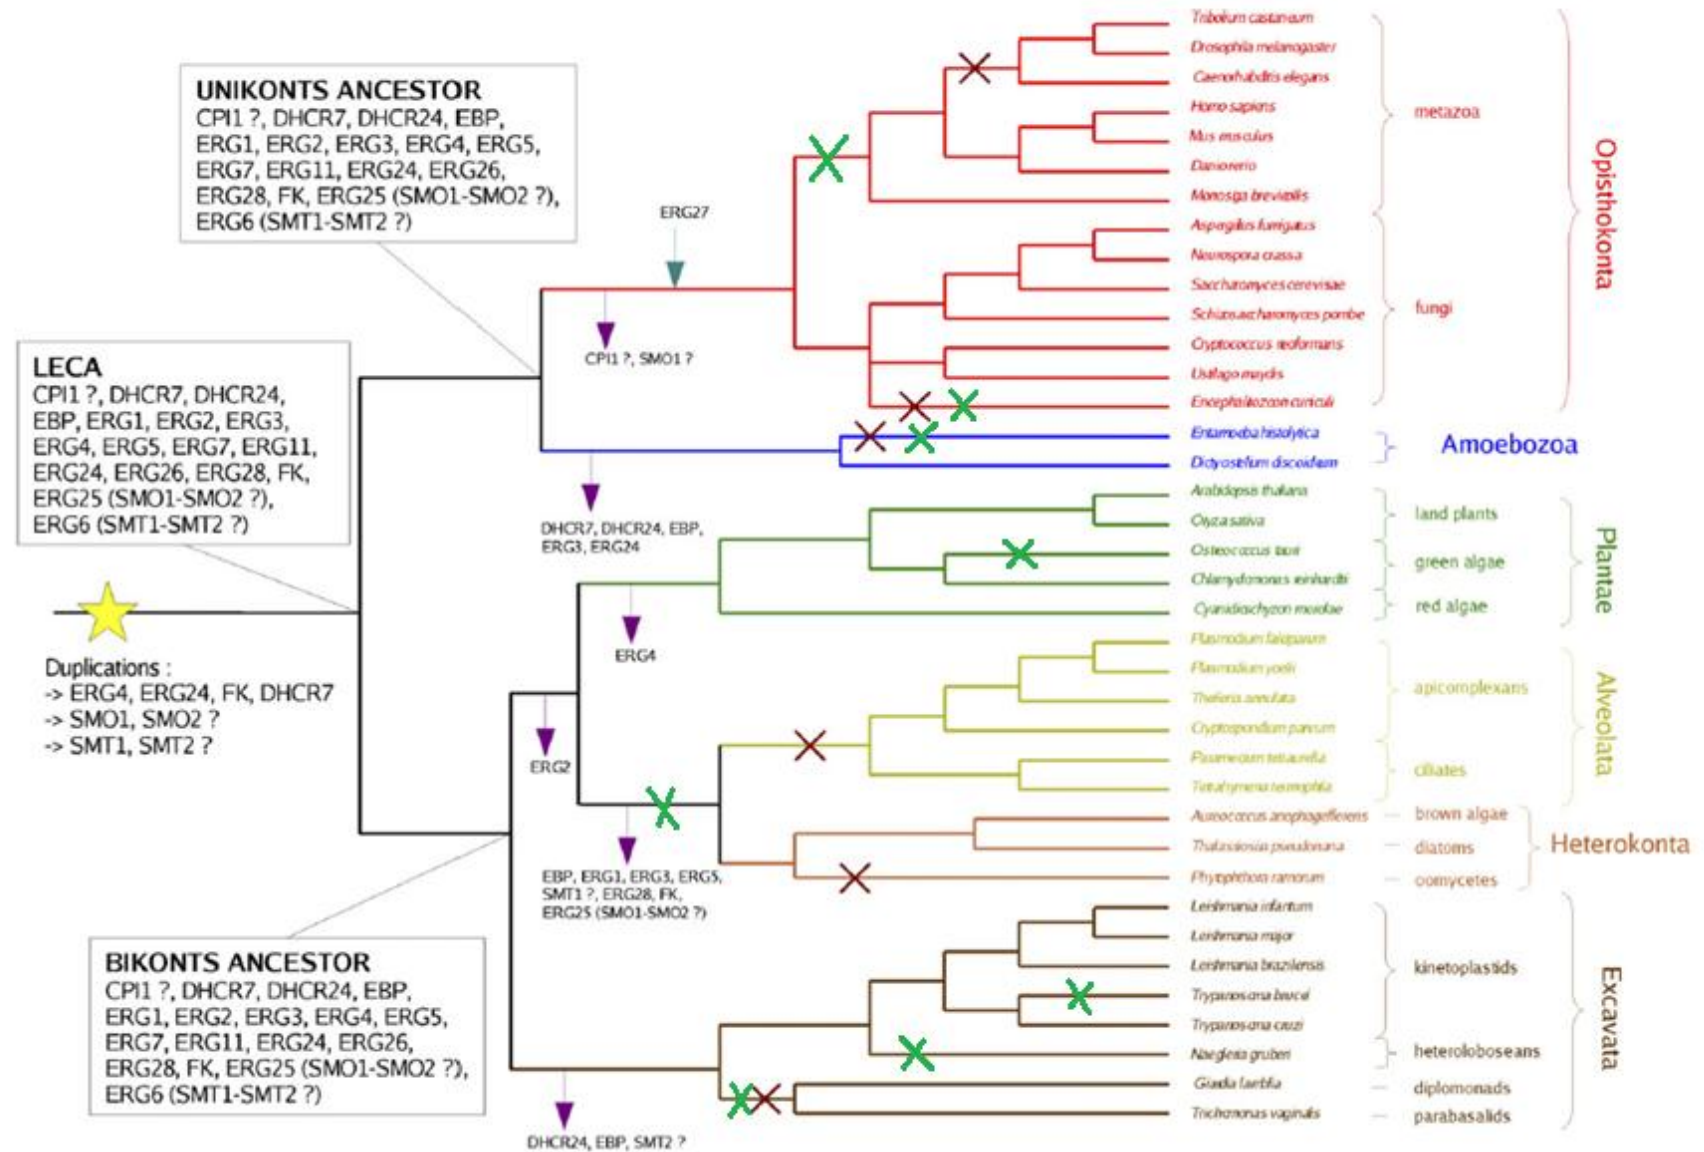 UNIKONTS ANCESTOR
CPI1 ?, DHCR7, DHCR24, EBP,
ERG1, ERG2, ERG3, ERG4, ERG5,
ERG7, ERG11, ERG24, ERG26,
ERG28, FK, ERG25 (SMO1-SMO2 ?),
ERG6 (SMT1-SMT2 ?)
ERG27
CPI1 ?, SMO1 ?
LECA
CPI1 ?, DHCR7, DHCR24,
EBP, ERG1, ERG2, ERG3,
ERG4, ERG5, ERG7, ERG11,
ERG24, ERG26, ERG28, FK,
ERG25 (SMO1-SMO2 ?),
ERG6 (SMT1-SMT2 ?)
DHCR7, DHCR24, EBP,
ERG3, ERG24
Duplications :
-> ERG4, ERG24, FK, DHCR7
-> SMO1, SMO2 ?
-> SMT1, SMT2 ?
ERG4
ERG2
EBP, ERG1, ERG3, ERG5,
SMT1 ?, ERG28, FK,
ERG25 (SMO1-SMO2 ?)
BIKONTS ANCESTOR
CPI1 ?, DHCR7, DHCR24, EBP,
ERG1, ERG2, ERG3, ERG4, ERG5,
ERG7, ERG11, ERG24, ERG26,
ERG28, FK, ERG25 (SMO1-SMO2 ?),
ERG6 (SMT1-SMT2 ?)
DHCR24, EBP, SMT2 ?
Tribolium castaneum
Drosophila melanogaster
Caenorhabditis elegans
Homo sapiens
Mus musculus
Danio rerio
Monosiga brevicollis
Aspergillus fumigatus
Neurospora crassa
Saccharomyces cerevisiae
Schizosaccharomyces pombe
Cryptococcus neoformans
Ustilago maydis
Encephalitozoon cuniculi
Entamoeba histolytica
Dictyostelium discoideum
Arabidopsis thaliana
Oryza sativa
Ostreococcus tauri
Chlamydomonas reinhardtii
Cyanidioschyzon merolae
Plasmodium falciparum
Plasmodium yoelii
Theileria annulata
Cryptosporidium parvum
Paramecium tetraurelia
Tetrahymena termophila
Aureococcus anophagefferens
Thalassiosira pseudonana
Phytophthora ramorum
Leishmania infantum
Leishmania major
Leishmania braziliensis
Trypanosoma brucei
Trypanosoma cruzi
Naegleria gruberi
Giardia lamblia
Trichomonas vaginalis
metazoa
fungi
land plants
green algae
red algae
apicomplexans
ciliates
brown algae
diatoms
oomycetes
kinetoplastids
heteroloboseans
diplomonads
parabasalids
Opisthokonta
Amoebozoa
Plantae
Alveolata
Heterokonta
Excavata